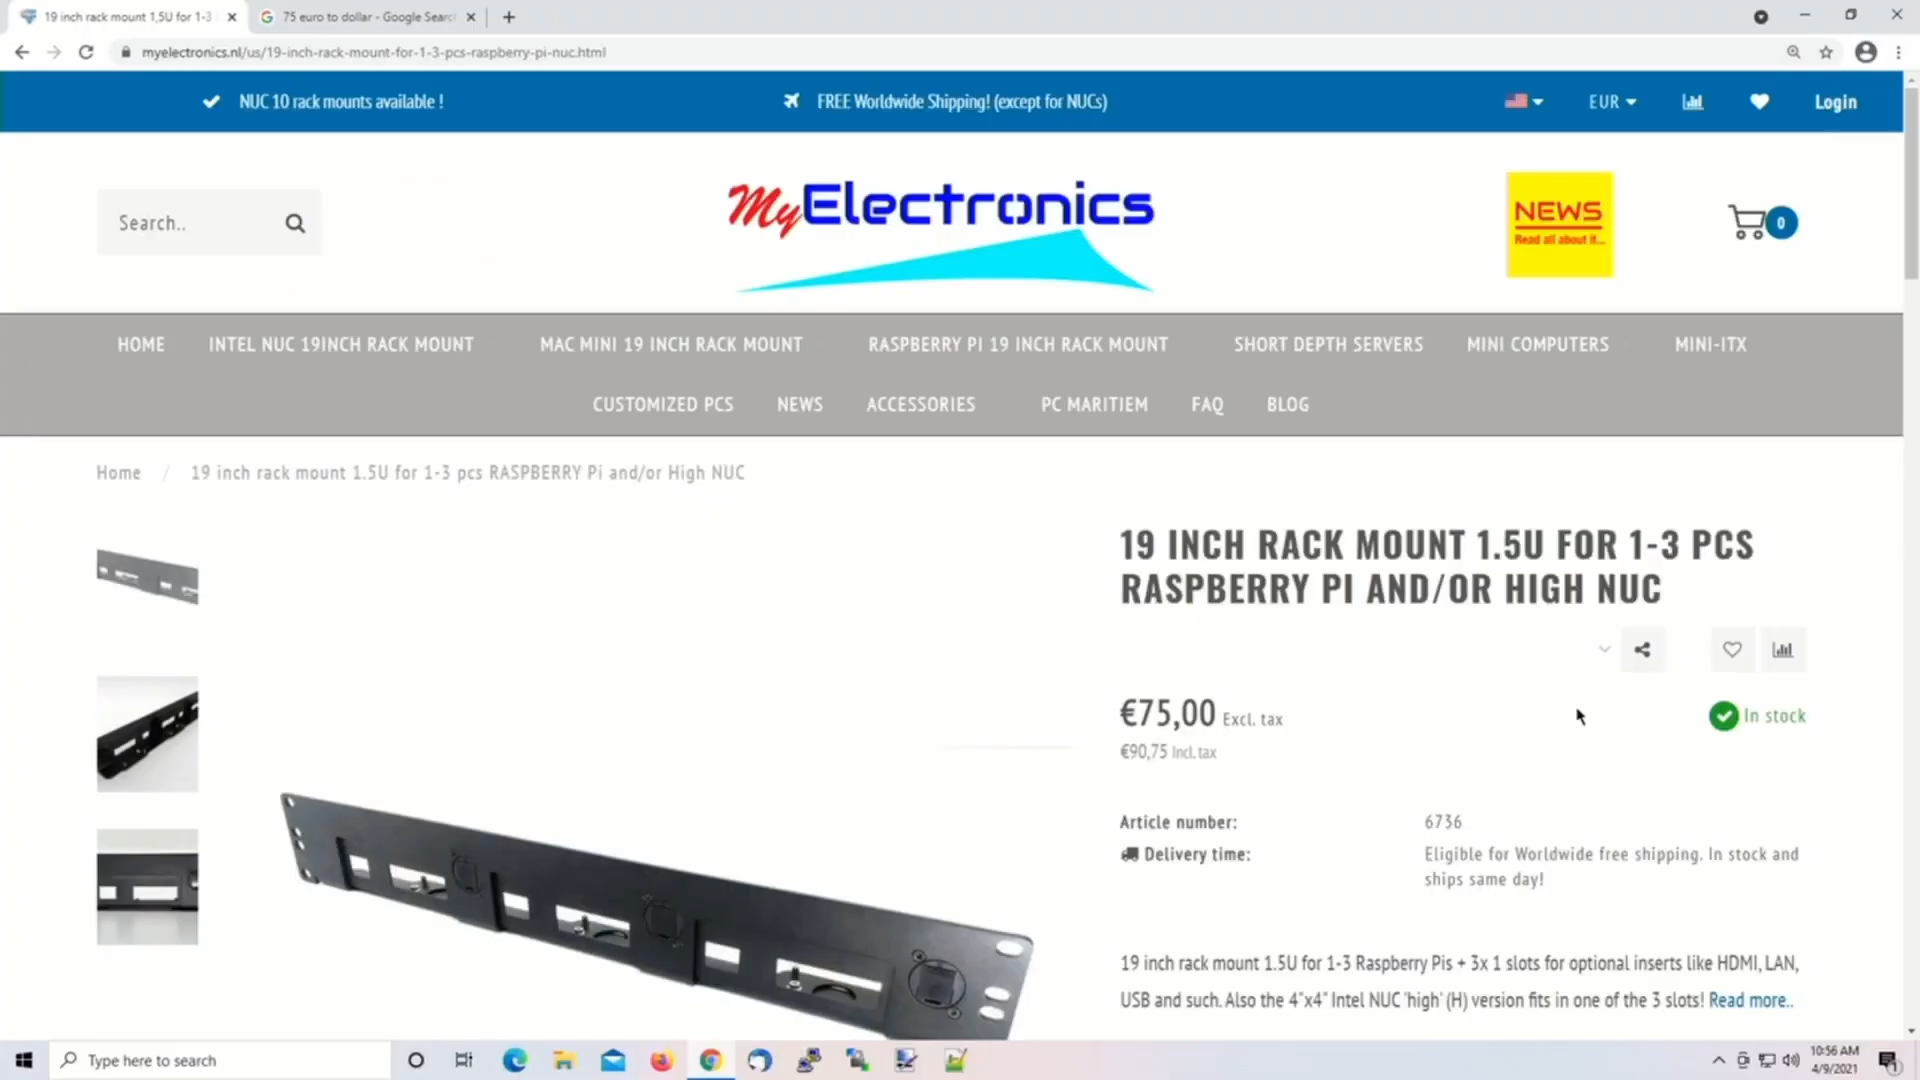 19 inch rack mount 1,5U for 1-3
75 euro to dollar - Google Searc
myelectronics.nl/us/19-inch-rack-mount-for-1-3-pcs-raspberry-pi-nuc.html
NUC 10 rack mounts available !
FREE Worldwide Shipping! (except for NUCs)
EUR
Login
Search..
MyElectronics
NEWS
Read all about it...
0
HOME
INTEL NUC 19INCH RACK MOUNT
MAC MINI 19 INCH RACK MOUNT
RASPBERRY PI 19 INCH RACK MOUNT
SHORT DEPTH SERVERS
MINI COMPUTERS
MINI-ITX
CUSTOMIZED PCS
NEWS
ACCESSORIES
PC MARITIEM
FAQ
BLOG
Home / 19 inch rack mount 1.5U for 1-3 pcs RASPBERRY Pi and/or High NUC
19 INCH RACK MOUNT 1.5U FOR 1-3 PCS
RASPBERRY PI AND/OR HIGH NUC
€75,00 Excl. tax
In stock
€90,75 Incl. tax
Article number: 6736
Delivery time: Eligible for Worldwide free shipping. In stock and
ships same day!
19 inch rack mount 1.5U for 1-3 Raspberry Pis + 3x 1 slots for optional inserts like HDMI, LAN,
USB and such. Also the 4"x4" Intel NUC 'high' (H) version fits in one of the 3 slots! Read more..
Type here to search
10:56 AM
4/9/2021